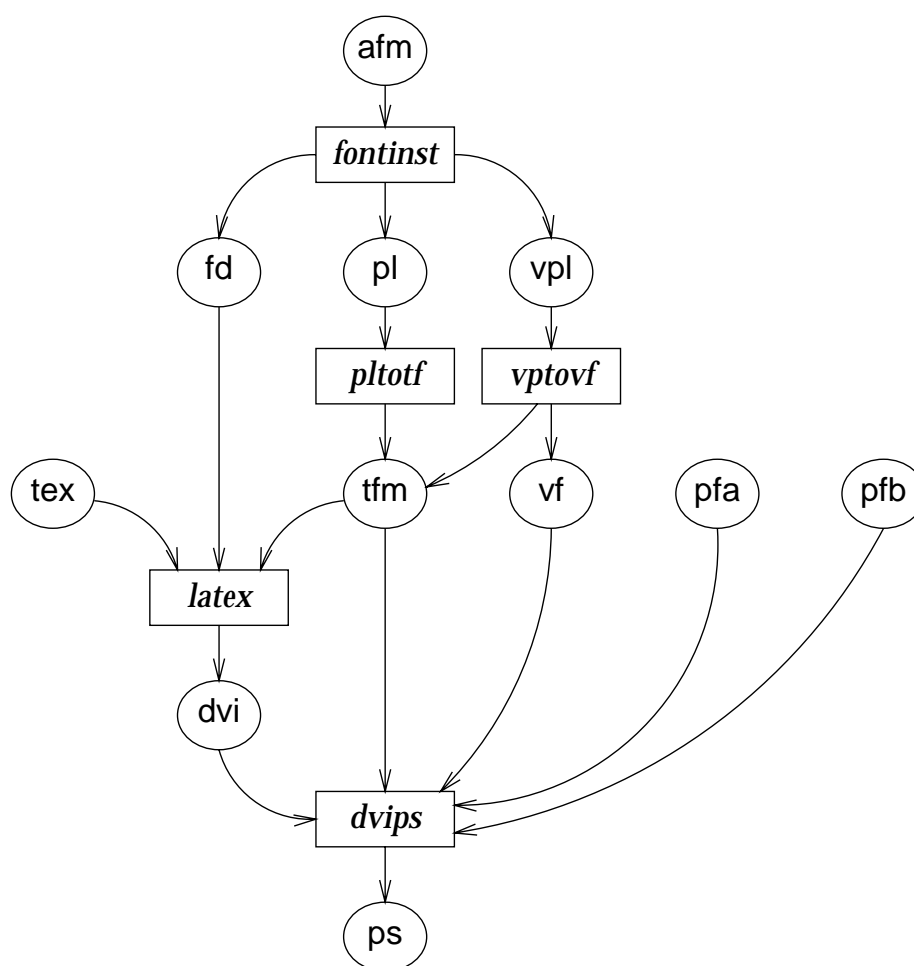 afm
fontinst
fd
pl
vpl
pltotf
vptovf
tex
tfm
vf
pfa
pfb
latex
dvi
dvips
ps